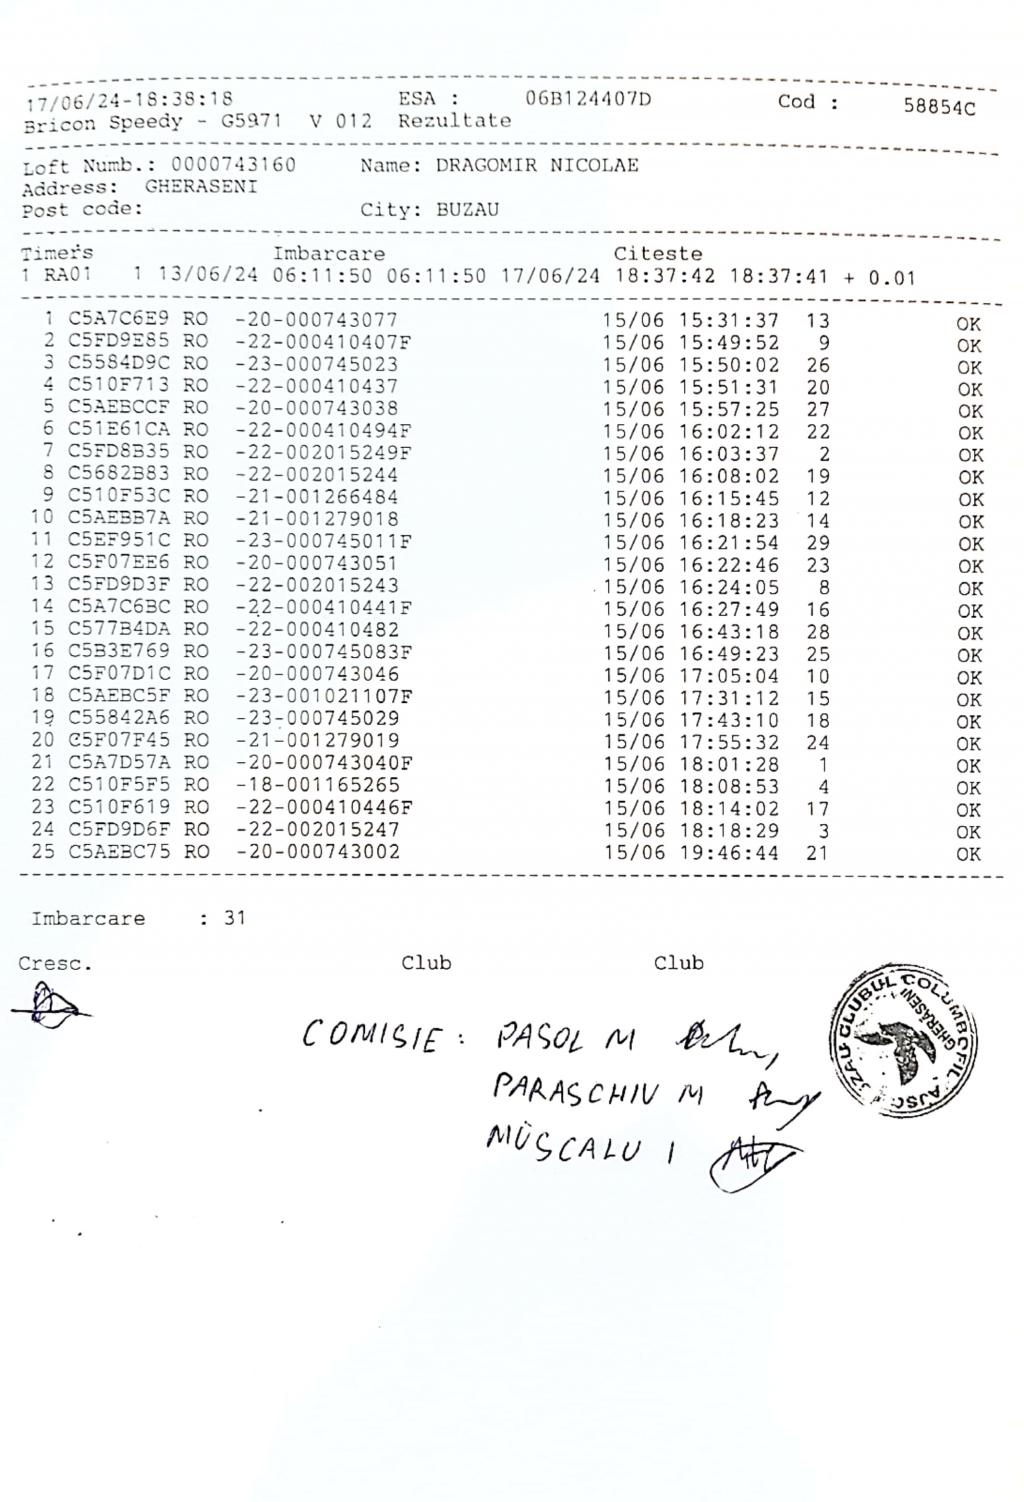 17/06/24-18:38:18 ESA : 06B124407D Cod : 58854C
Bricon Speedy - G5971 V 012 Rezultate
Loft Numb.: 0000743160 Name: DRAGOMIR NICOLAE
Address: GHERASENI
Post code: City: BUZAU
Timers Imbarcare Citeste
1 RA01 1 13/06/24 06:11:50 06:11:50 17/06/24 18:37:42 18:37:41 + 0.01
1 C5A7C6E9 RO -20-000743077 15/06 15:31:37 13 OK
2 C5FD9E85 RO -22-000410407F 15/06 15:49:52 9 OK
3 C5584D9C RO -23-000745023 15/06 15:50:02 26 OK
4 C510F713 RO -22-000410437 15/06 15:51:31 20 OK
5 C5AEBCCF RO -20-000743038 15/06 15:57:25 27 OK
6 C51E61CA RO -22-000410494F 15/06 16:02:12 22 OK
7 C5FD8B35 RO -22-002015249F 15/06 16:03:37 2 OK
8 C5682B83 RO -22-002015244 15/06 16:08:02 19 OK
9 C510F53C RO -21-001266484 15/06 16:15:45 12 OK
10 C5AEBB7A RO -21-001279018 15/06 16:18:23 14 OK
11 C5EF951C RO -23-000745011F 15/06 16:21:54 29 OK
12 C5F07EE6 RO -20-000743051 15/06 16:22:46 23 OK
13 C5FD9D3F RO -22-002015243 15/06 16:24:05 8 OK
14 C5A7C6BC RO -22-000410441F 15/06 16:27:49 16 OK
15 C577B4DA RO -22-000410482 15/06 16:43:18 28 OK
16 C5B3E769 RO -23-000745083F 15/06 16:49:23 25 OK
17 C5F07D1C RO -20-000743046 15/06 17:05:04 10 OK
18 C5AEBC5F RO -23-001021107F 15/06 17:31:12 15 OK
19 C55842A6 RO -23-000745029 15/06 17:43:10 18 OK
20 C5F07F45 RO -21-001279019 15/06 17:55:32 24 OK
21 C5A7D57A RO -20-000743040F 15/06 18:01:28 1 OK
22 C510F5F5 RO -18-001165265 15/06 18:08:53 4 OK
23 C510F619 RO -22-000410446F 15/06 18:14:02 17 OK
24 C5FD9D6F RO -22-002015247 15/06 18:18:29 3 OK
25 C5AEBC75 RO -20-000743002 15/06 19:46:44 21 OK
Imbarcare : 31
Cresc. Club Club
COMISIE: PASOL M
PARASCHIV M
MUSCALU I
CLUBUL COLUMBOFIL AJSC
GHERĂSENI